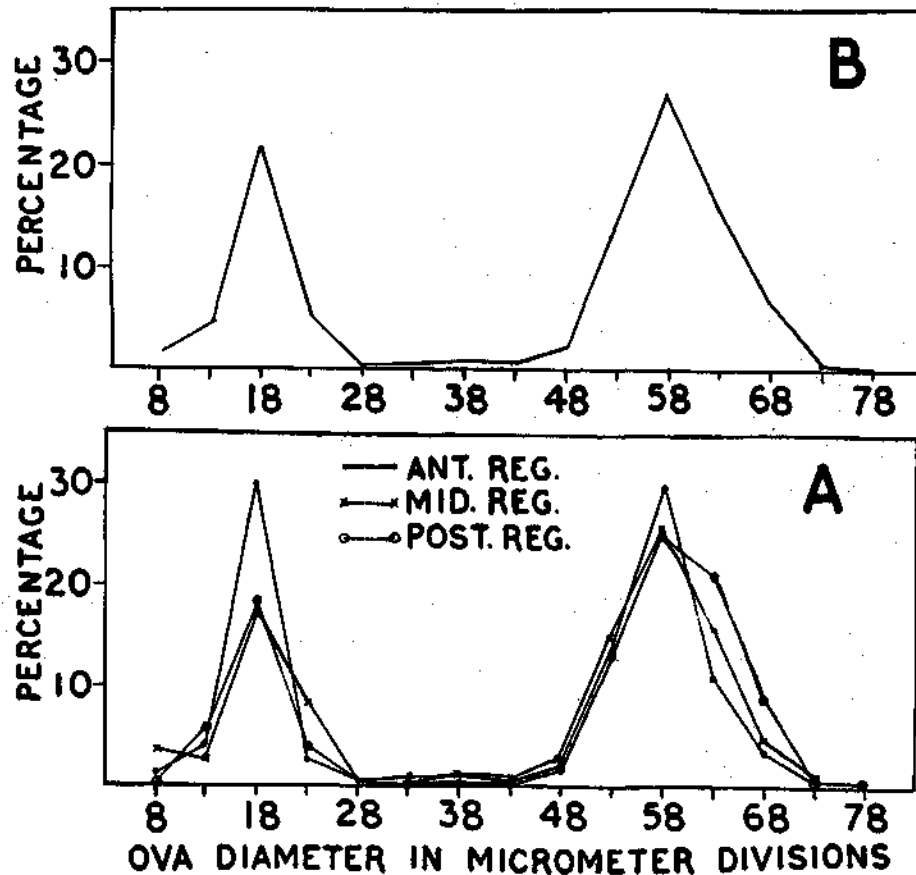 B
PERCENTAGE
30
20
10
8 18 28 38 48 58 68 78
A
ANT. REG.
MID. REG.
POST. REG.
PERCENTAGE
30
20
10
8 18 28 38 48 58 68 78
OVA DIAMETER IN MICROMETER DIVISIONS